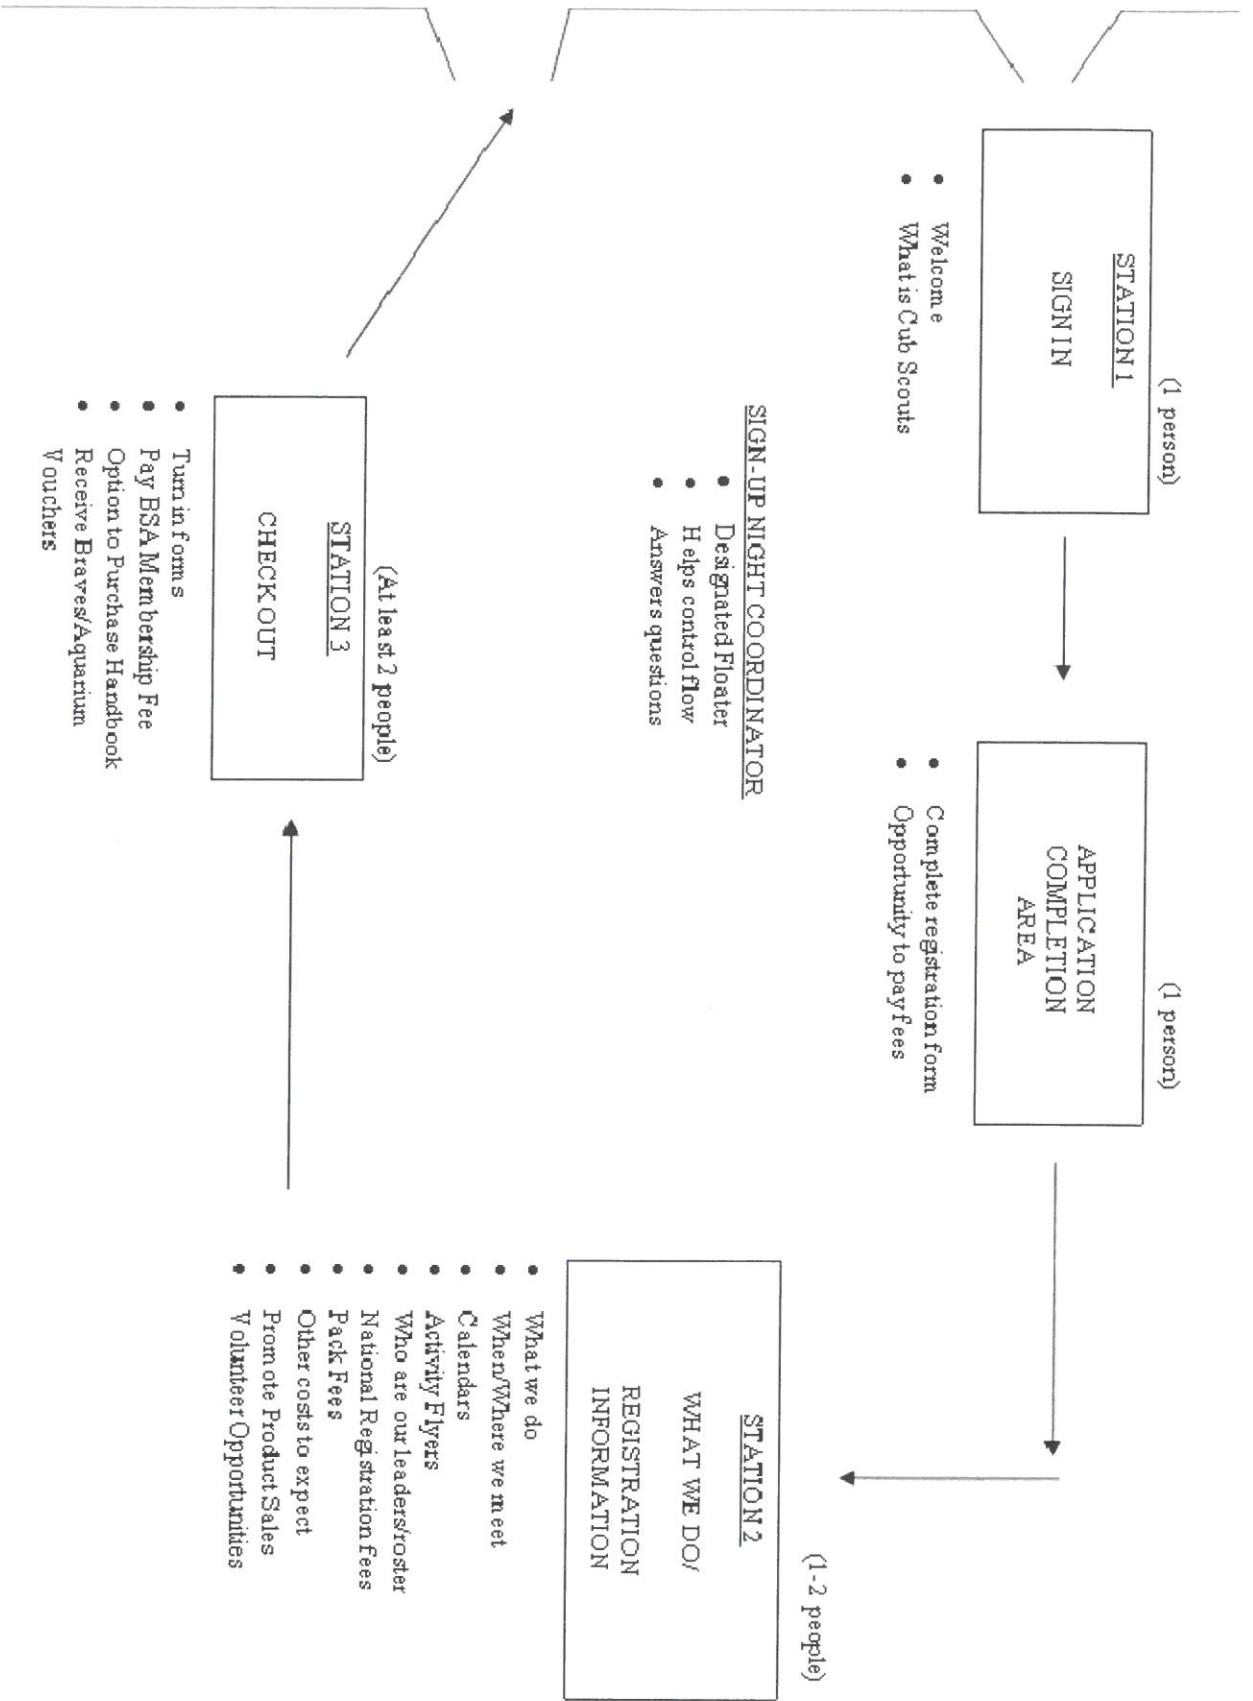 (1 person)
STATION 1
SIGN IN
• Welcome
• What is Cub Scouts
(1 person)
APPLICATION
COMPLETION
AREA
• Complete registration form
• Opportunity to pay fees
(1-2 people)
STATION 2
WHAT WE DO/
REGISTRATION
INFORMATION
• What we do
• When/Where we meet
• Calendars
• Activity Flyers
• Who are our leaders/roster
• National Registration fees
• Pack Fees
• Other costs to expect
• Promote Product Sales
• Volunteer Opportunities
SIGN-UP NIGHT COORDINATOR
• Designated Floater
• Helps control flow
• Answers questions
(At least 2 people)
STATION 3
CHECK OUT
• Turn in forms
• Pay BSA Membership Fee
• Option to Purchase Handbook
• Receive Braves/Aquarium
Vouchers